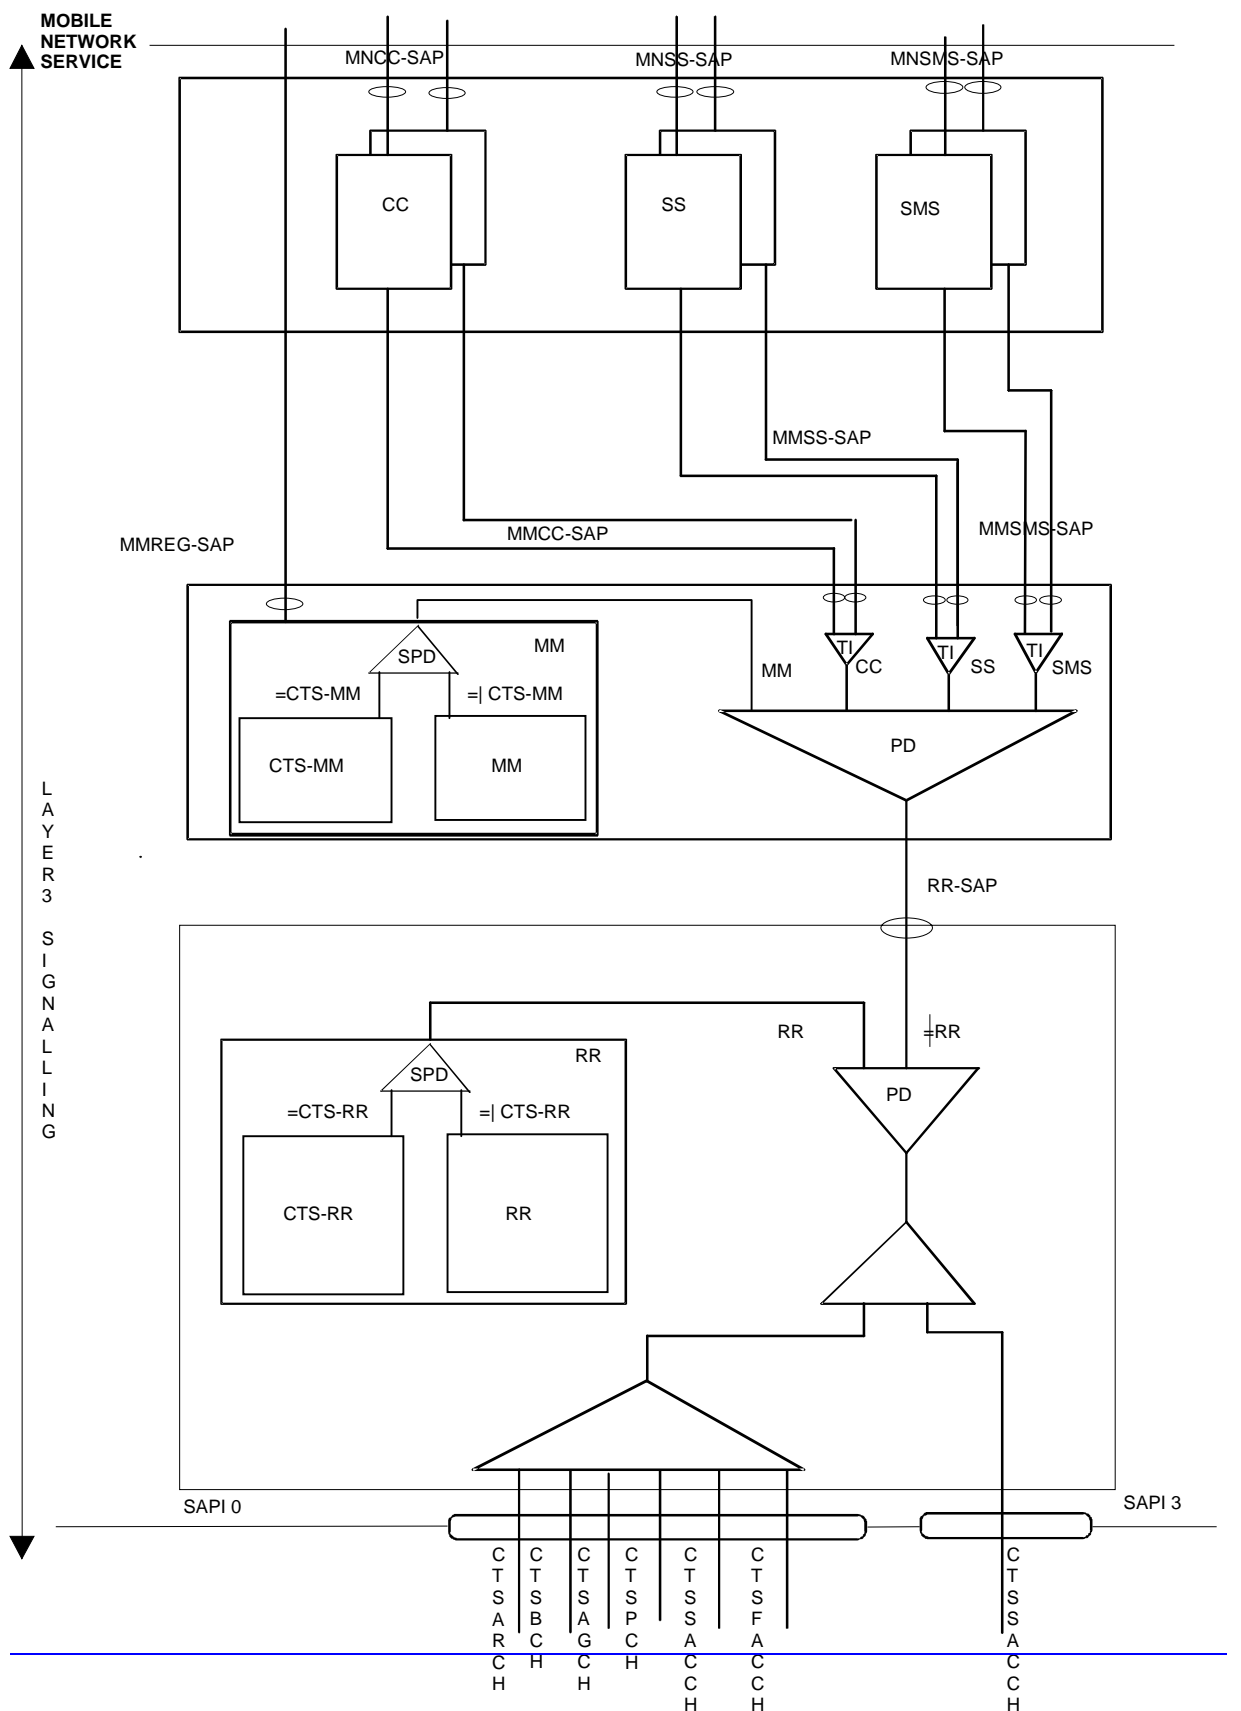 MOBILE
NETWORK
SERVICE
MNCC-SAP
MNSS-SAP
MNSMS-SAP
CC
SS
SMS
MMSS-SAP
MMREG-SAP
MMCC-SAP
MMSMS-SAP
SPD
MM
=CTS-MM
=| CTS-MM
CTS-MM
MM
MM
TI
CC
TI
SS
TI
SMS
PD
LAYER3 SIGNALLING
RR-SAP
RR
=RR
SPD
RR
=CTS-RR
=| CTS-RR
CTS-RR
RR
PD
SAPI 0
SAPI 3
CTSARCH
CTSBCH
CTSAGCH
CTSPCH
CTSSACCH
CTSFACCH
CTSSACCH